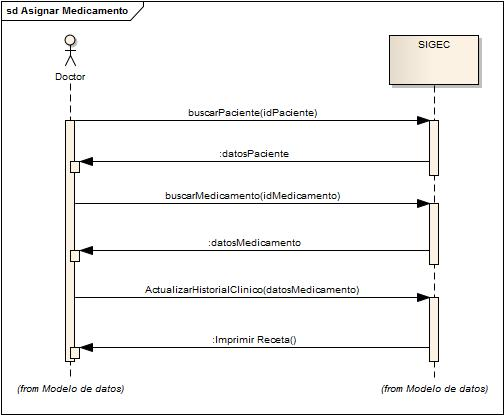 sd Asignar Medicamento
Doctor
SIGEC
buscarPaciente(idPaciente)
:datosPaciente
buscarMedicamento(idMedicamento)
:datosMedicamento
ActualizarHistorialClinico(datosMedicamento)
:Imprimir Receta()
(from Modelo de datos)
(from Modelo de datos)